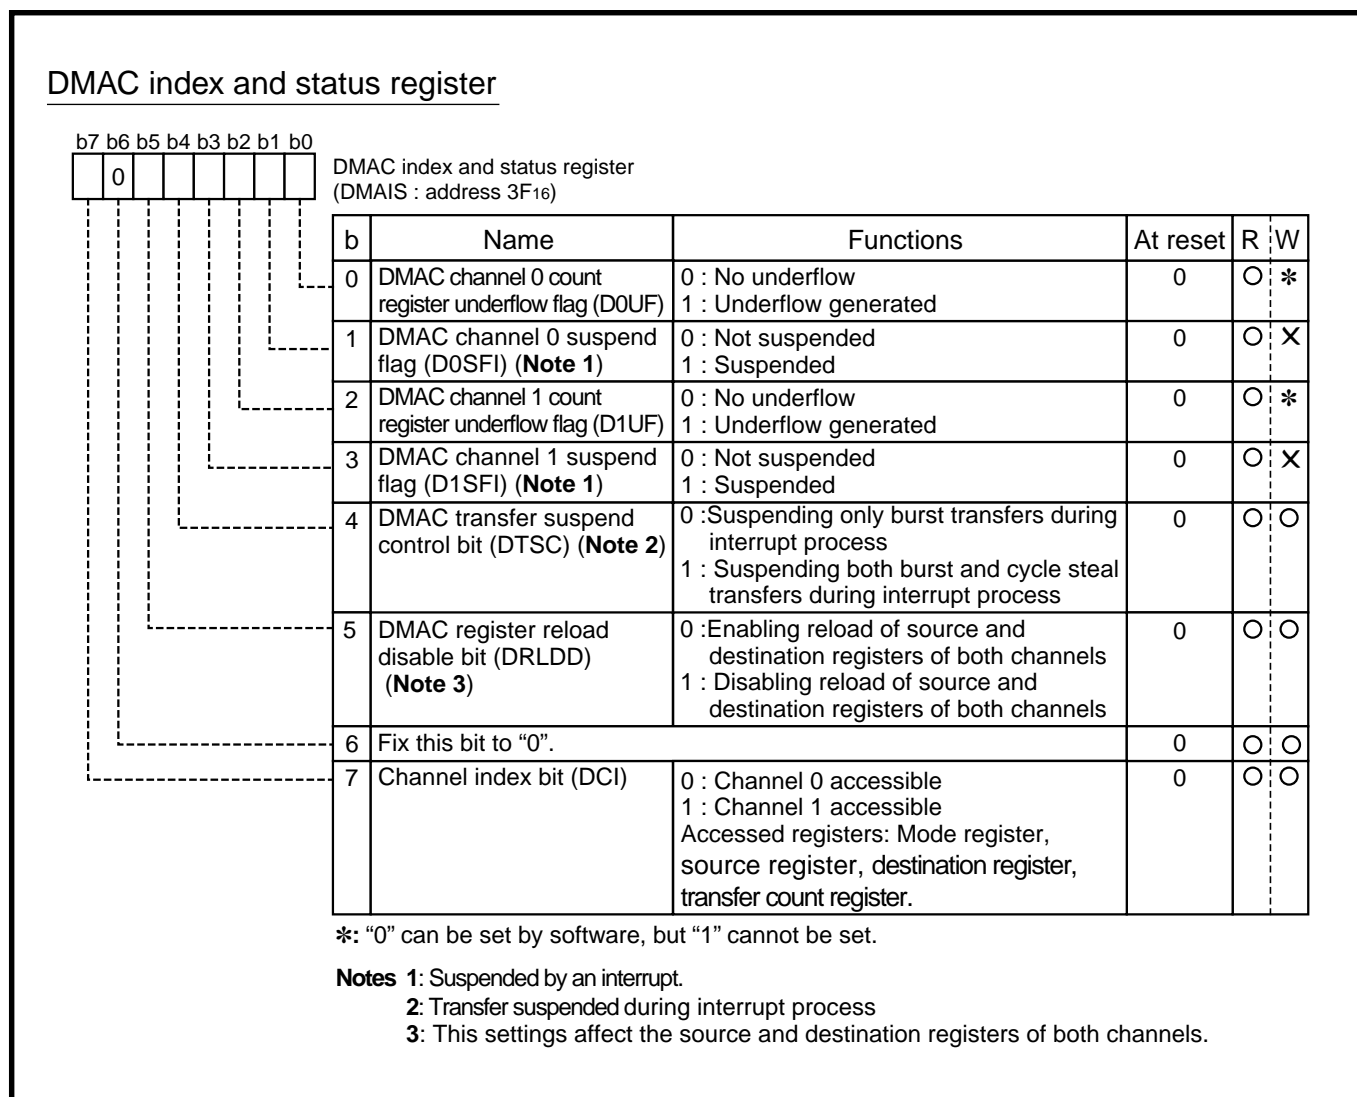 DMAC index and status register
b7 b6 b5 b4 b3 b2 b1 b0
0
DMAC index and status register
(DMAIS : address 3F16)
b Name Functions At reset R W
0 DMAC channel 0 count 0 : No underflow 0 O ✻
register underflow flag (D0UF) 1 : Underflow generated
1 DMAC channel 0 suspend 0 : Not suspended 0 O ×
flag (D0SFI) (Note 1) 1 : Suspended
2 DMAC channel 1 count 0 : No underflow 0 O ✻
register underflow flag (D1UF) 1 : Underflow generated
3 DMAC channel 1 suspend 0 : Not suspended 0 O ×
flag (D1SFI) (Note 1) 1 : Suspended
4 DMAC transfer suspend 0 :Suspending only burst transfers during 0 O O
control bit (DTSC) (Note 2) interrupt process
1 : Suspending both burst and cycle steal
transfers during interrupt process
5 DMAC register reload 0 :Enabling reload of source and 0 O O
disable bit (DRLDD) destination registers of both channels
(Note 3) 1 : Disabling reload of source and
destination registers of both channels
6 Fix this bit to “0”. 0 O O
7 Channel index bit (DCI) 0 : Channel 0 accessible 0 O O
1 : Channel 1 accessible
Accessed registers: Mode register,
source register, destination register,
transfer count register.
✻: “0” can be set by software, but “1” cannot be set.
Notes 1: Suspended by an interrupt.
2: Transfer suspended during interrupt process
3: This settings affect the source and destination registers of both channels.